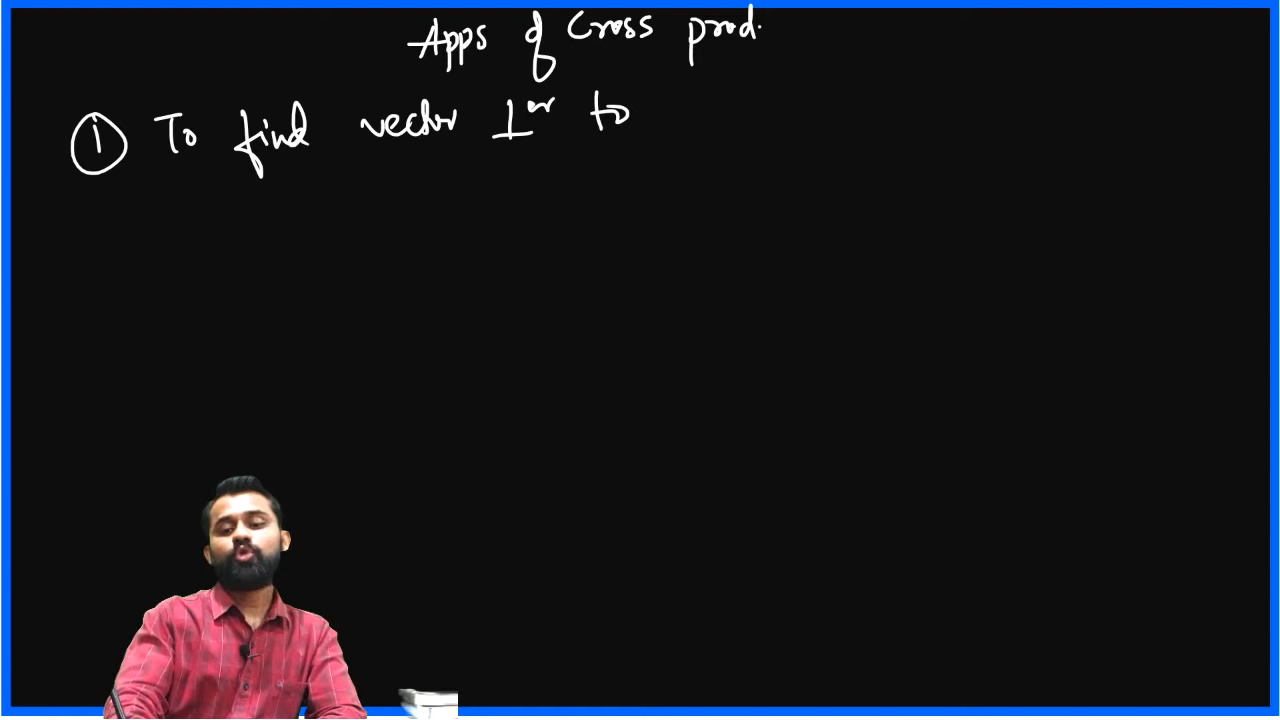 Apps of Cross prod.
① To find vector ⊥ar to